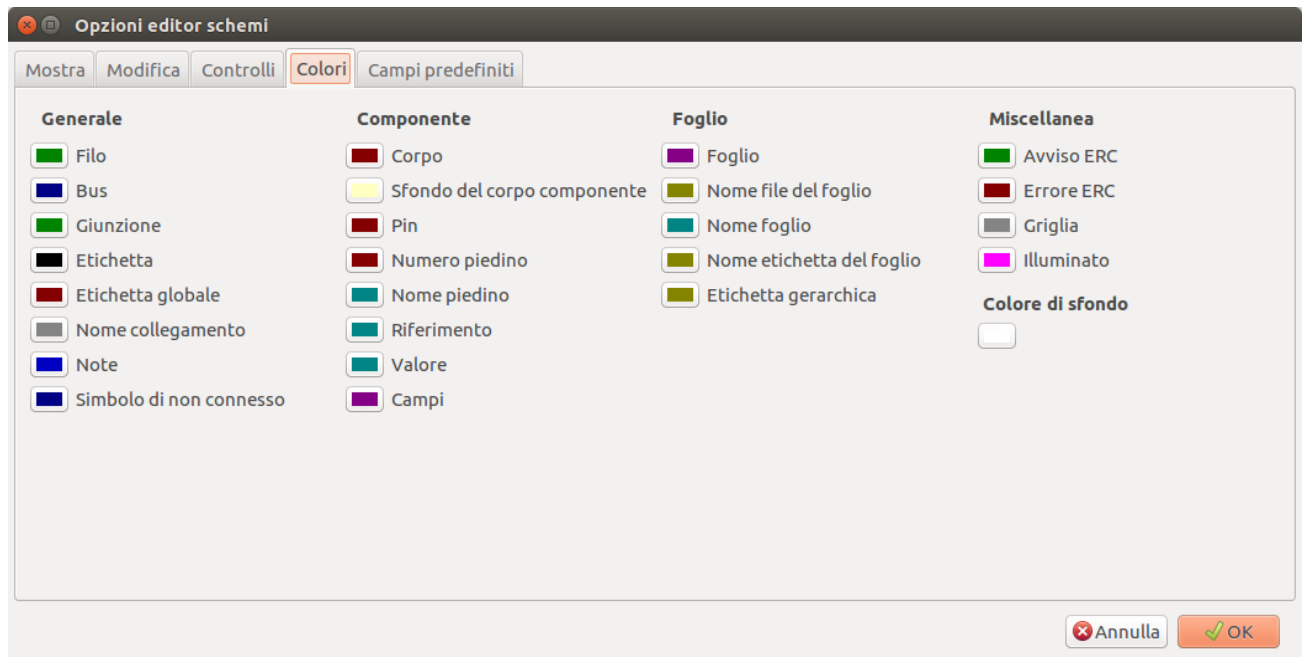 Opzioni editor schemi
Mostra Modifica Controlli Colori Campi predefiniti
Generale
Filo
Bus
Giunzione
Etichetta
Etichetta globale
Nome collegamento
Note
Simbolo di non connesso
Componente
Corpo
Sfondo del corpo componente
Pin
Numero piedino
Nome piedino
Riferimento
Valore
Campi
Foglio
Foglio
Nome file del foglio
Nome foglio
Nome etichetta del foglio
Etichetta gerarchica
Miscellanea
Avviso ERC
Errore ERC
Griglia
Illuminato
Colore di sfondo
Annulla OK